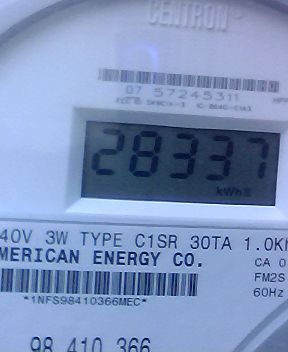 CENTRON
07 57245311
28337
kWh
40V 3W TYPE C1SR 30TA 1.0Kh
MERICAN ENERGY CO.
CA 0
FM2S
60Hz
*1NFS98410366MEC*
98 410 366